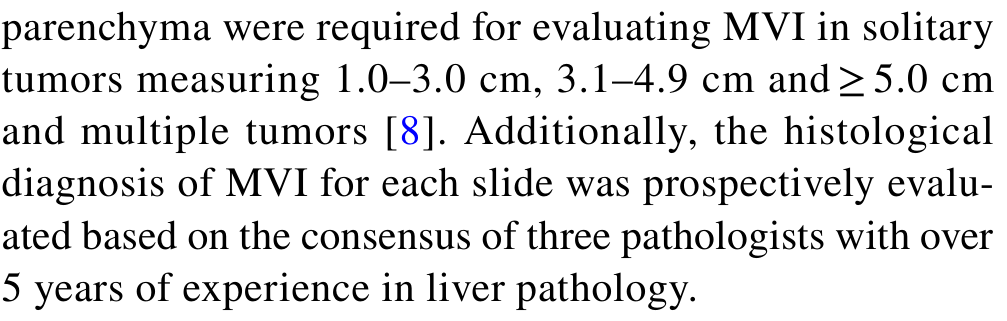 parenchyma were required for evaluating MVI in solitary
tumors measuring 1.0–3.0 cm, 3.1–4.9 cm and ≥ 5.0 cm
and multiple tumors [8]. Additionally, the histological
diagnosis of MVI for each slide was prospectively evalu-
ated based on the consensus of three pathologists with over
5 years of experience in liver pathology.